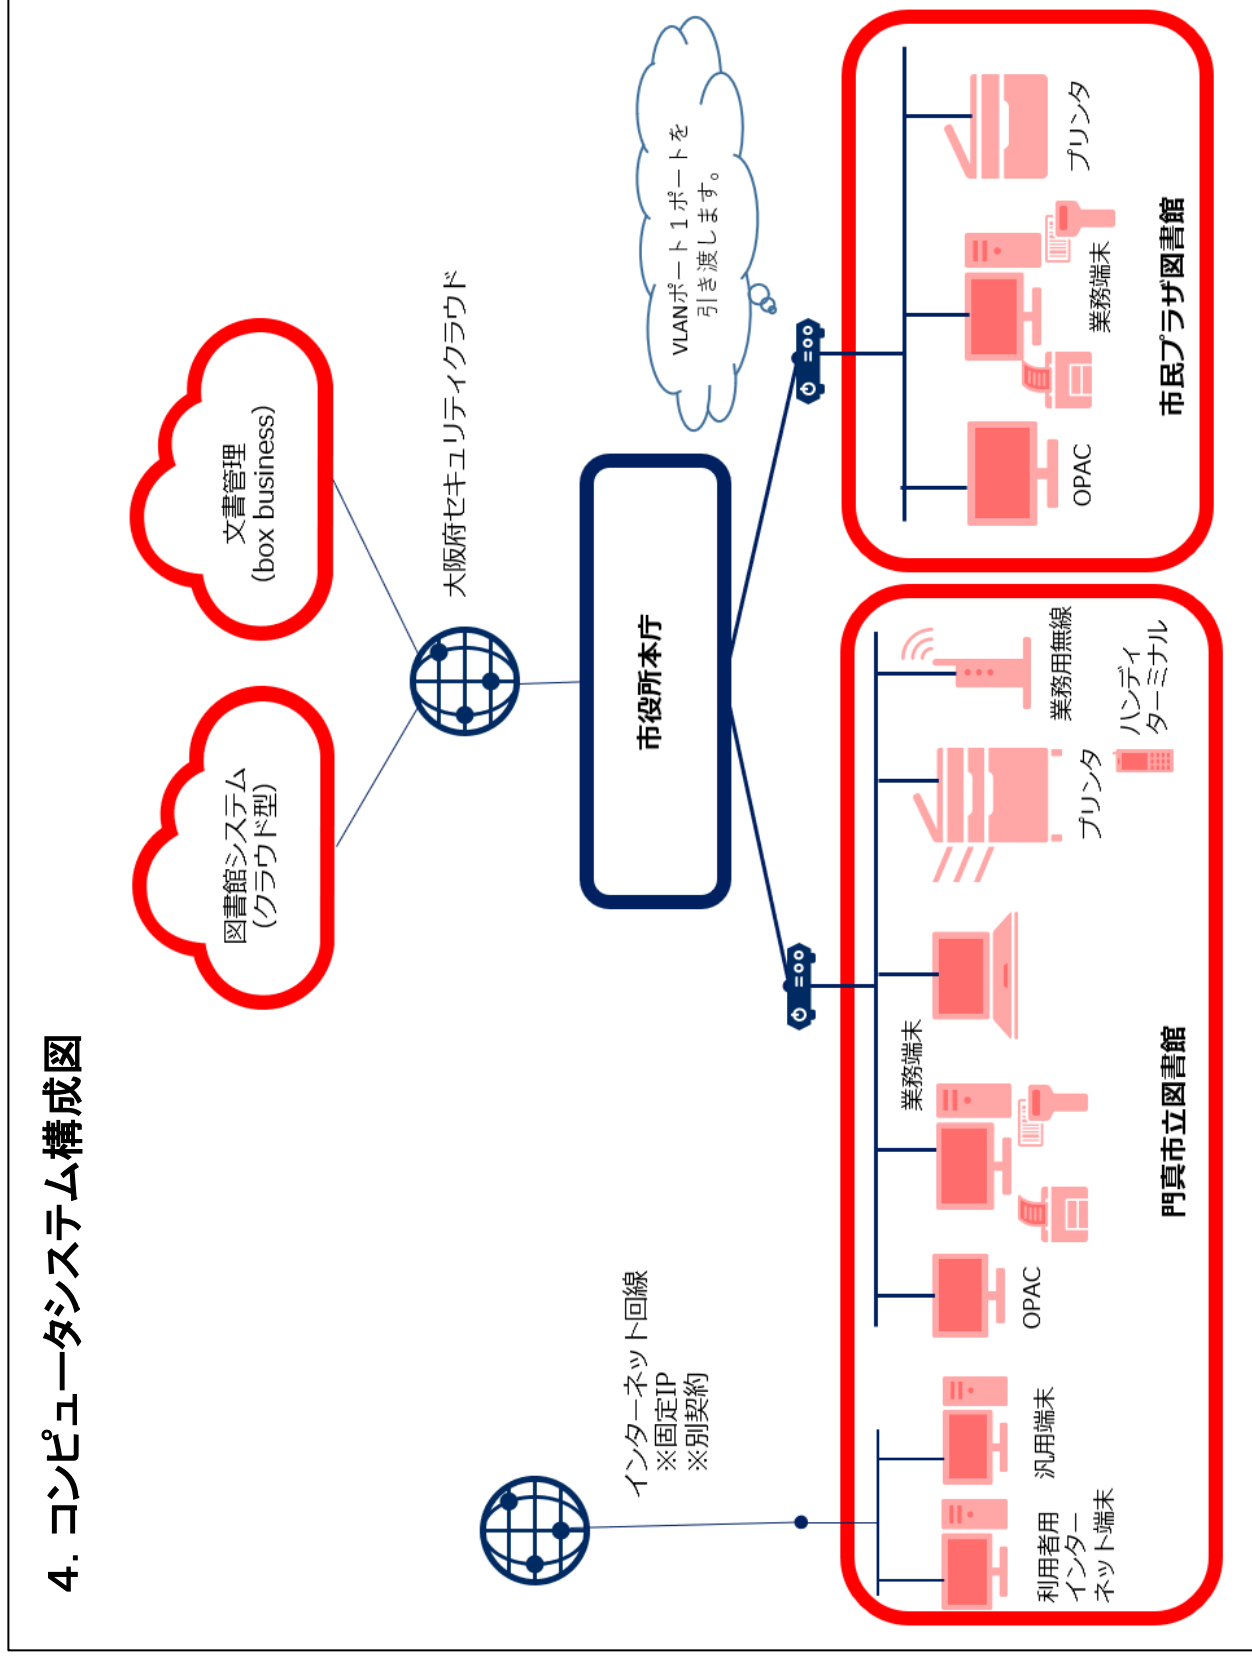 4. コンピュータシステム構成図
図書館システム
(クラウド型)
文書管理
(box business)
大阪府セキュリティクラウド
市役所本庁
VLANポート１ポートを
引き渡します。
インターネット回線
※固定IP
※別契約
利用者用
インター
ネット端末
汎用端末
OPAC
業務端末
プリンタ
業務用無線
ハンディ
ターミナル
門真市立図書館
OPAC
業務端末
プリンタ
市民プラザ図書館